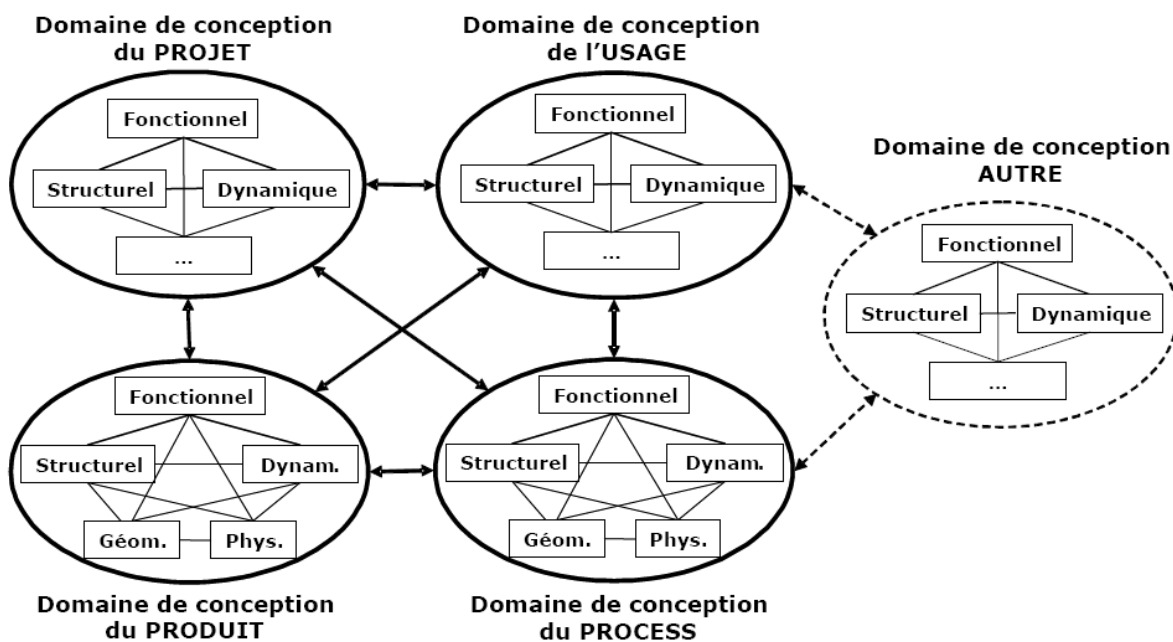 Domaine de conception
du PROJET
Fonctionnel
Structurel
Dynamique
...
Domaine de conception
de l’USAGE
Fonctionnel
Structurel
Dynamique
...
Domaine de conception
AUTRE
Fonctionnel
Structurel
Dynamique
...
Fonctionnel
Structurel
Dynam.
Géom.
Phys.
Domaine de conception
du PRODUIT
Fonctionnel
Structurel
Dynam.
Géom.
Phys.
Domaine de conception
du PROCESS